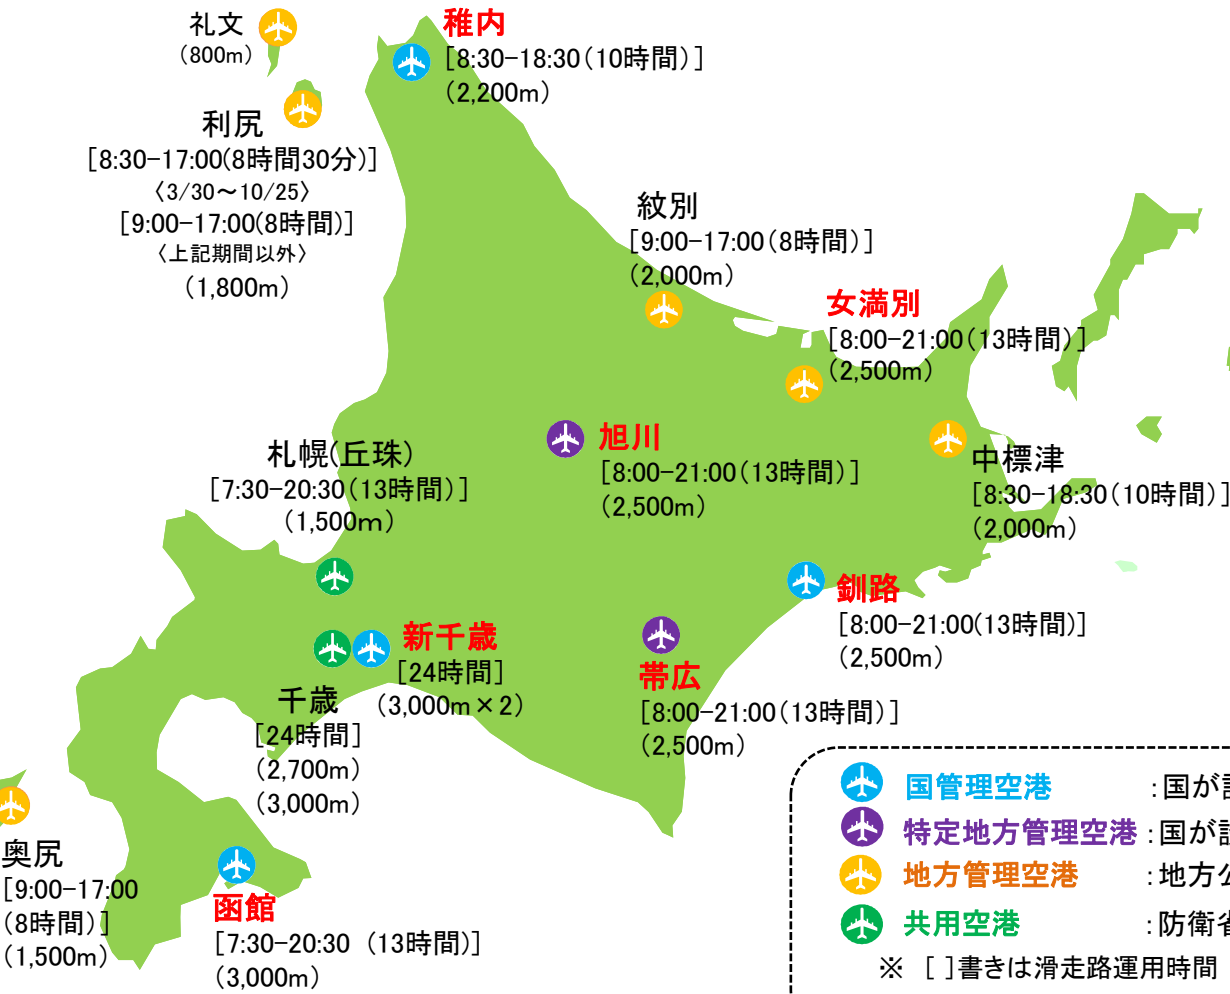 礼文
(800m)
稚内
[8:30-18:30(10時間)]
(2,200m)
利尻
[8:30-17:00(8時間30分)]
〈3/30～10/25〉
[9:00-17:00(8時間)]
〈上記期間以外〉
(1,800m)
紋別
[9:00-17:00(8時間)]
(2,000m)
女満別
[8:00-21:00(13時間)]
(2,500m)
旭川
[8:00-21:00(13時間)]
(2,500m)
札幌(丘珠)
[7:30-20:30(13時間)]
(1,500m)
中標津
[8:30-18:30(10時間)]
(2,000m)
釧路
[8:00-21:00(13時間)]
(2,500m)
新千歳
[24時間]
(3,000m×2)
千歳
[24時間]
(2,700m)
(3,000m)
帯広
[8:00-21:00(13時間)]
(2,500m)
奥尻
[9:00-17:00
(8時間)]
(1,500m)
函館
[7:30-20:30 (13時間)]
(3,000m)
国管理空港 :国が
特定地方管理空港 :国が
地方管理空港 :地方
共用空港 :防衛省
※ [ ]書きは滑走路運用時間